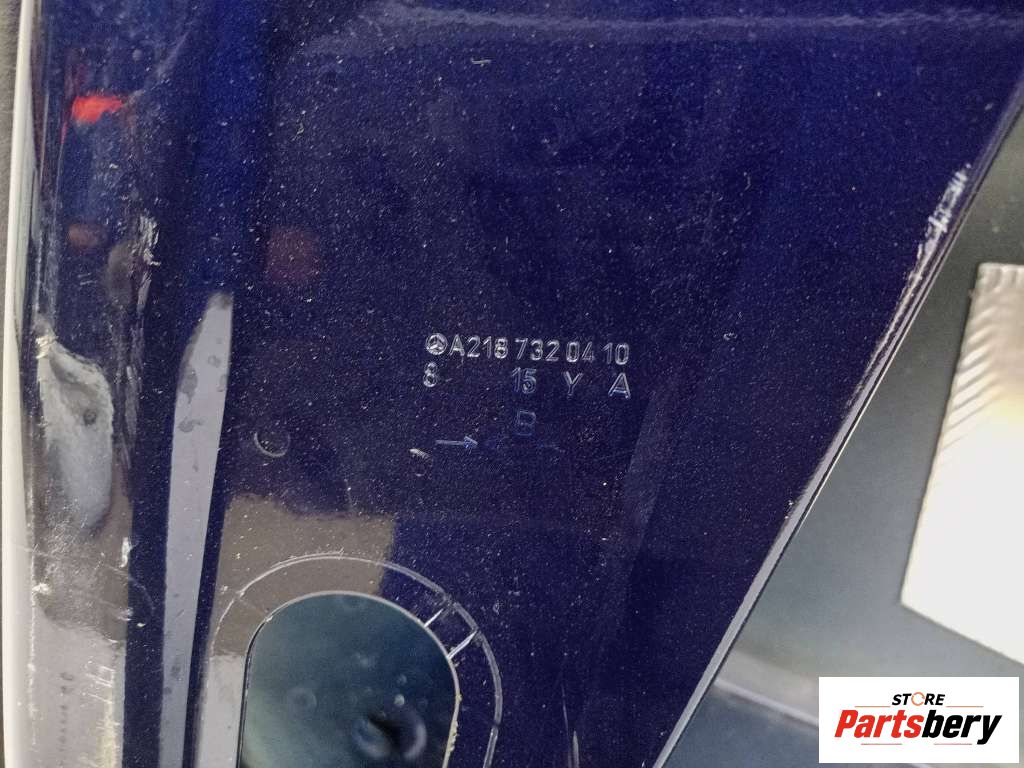 A218 732 04 10
8 15 Y A
B
STORE
Partsbery